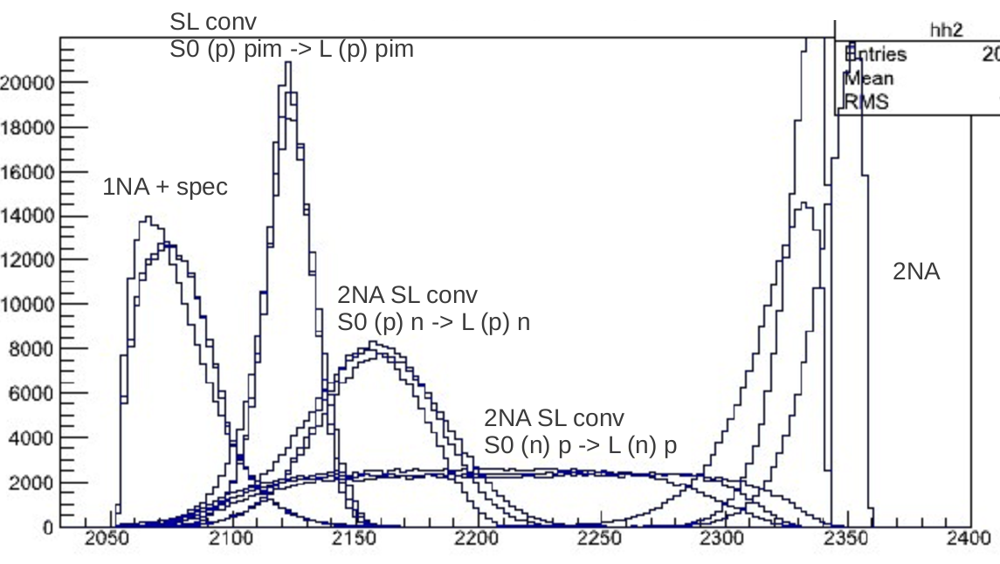 SL conv
S0 (p) pim -> L (p) pim
hh2
Entries 20
Mean
RMS
20000
18000
16000
1NA + spec
14000
12000
2NA
10000
2NA SL conv
S0 (p) n -> L (p) n
8000
6000
2NA SL conv
S0 (n) p -> L (n) p
4000
2000
0
2050 2100 2150 2200 2250 2300 2350 2400